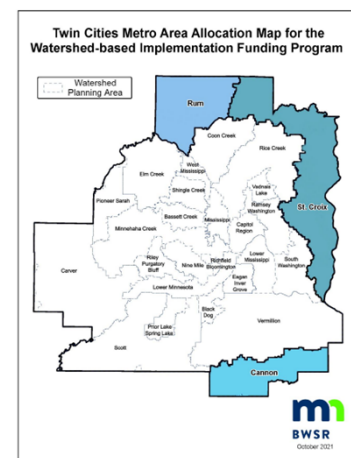 Twin Cities Metro Area Allocation Map for the
Watershed-based Implementation Funding Program
Watershed
Planning Area
Rum
Coon Creek
Rice Creek
West
Mississippi
Elm Creek
Shingle Creek
Vadnais
Lake
Pioneer Sarah
Bassett Creek
Mississippi
Ramsey
Washington
St. Croix
Capitol
Region
Minnehaha Creek
Carver
Riley
Purgatory
Bluff
Nine Mile
Richfield
Bloomington
Lower
Mississippi
South
Washington
Eagan
Inver
Grove
Lower Minnesota
Black
Dog
Vermillion
Prior Lake
Spring Lake
Scott
Cannon
mn
BWSR
October 2021